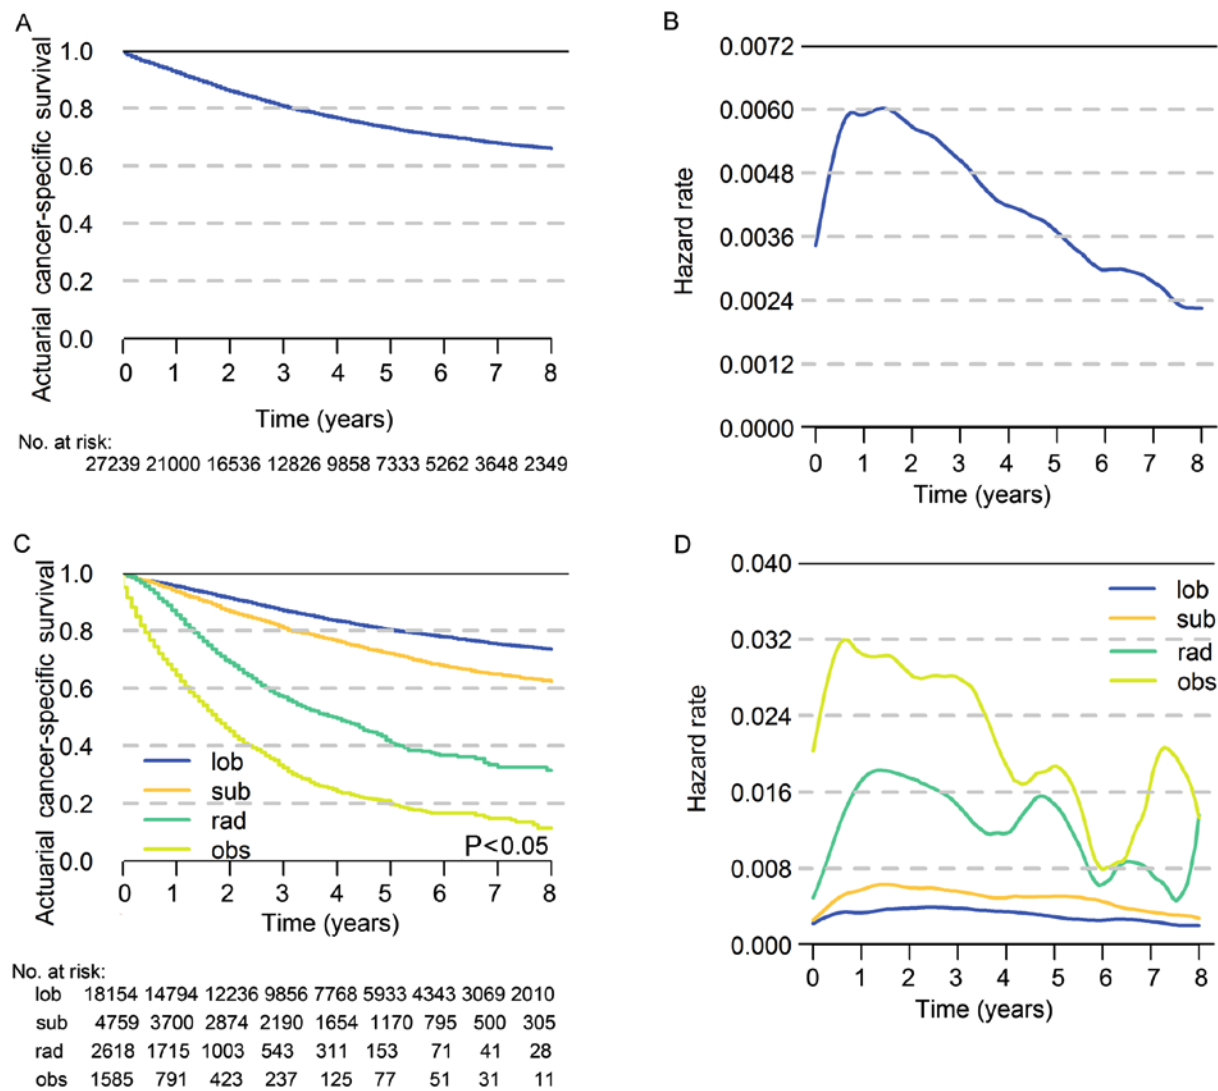 A
Actuarial cancer-specific survival
1.0
0.8
0.6
0.4
0.2
0.0
0 1 2 3 4 5 6 7 8
Time (years)
No. at risk:
27239 21000 16536 12826 9858 7333 5262 3648 2349
B
Hazard rate
0.0072
0.0060
0.0048
0.0036
0.0024
0.0012
0.0000
0 1 2 3 4 5 6 7 8
Time (years)
C
Actuarial cancer-specific survival
1.0
0.8
0.6
0.4
0.2
0.0
lob
sub
rad
obs
P<0.05
0 1 2 3 4 5 6 7 8
Time (years)
No. at risk:
lob 18154 14794 12236 9856 7768 5933 4343 3069 2010
sub 4759 3700 2874 2190 1654 1170 795 500 305
rad 2618 1715 1003 543 311 153 71 41 28
obs 1585 791 423 237 125 77 51 31 11
D
Hazard rate
0.040
0.032
0.024
0.016
0.008
0.000
lob
sub
rad
obs
0 1 2 3 4 5 6 7 8
Time (years)